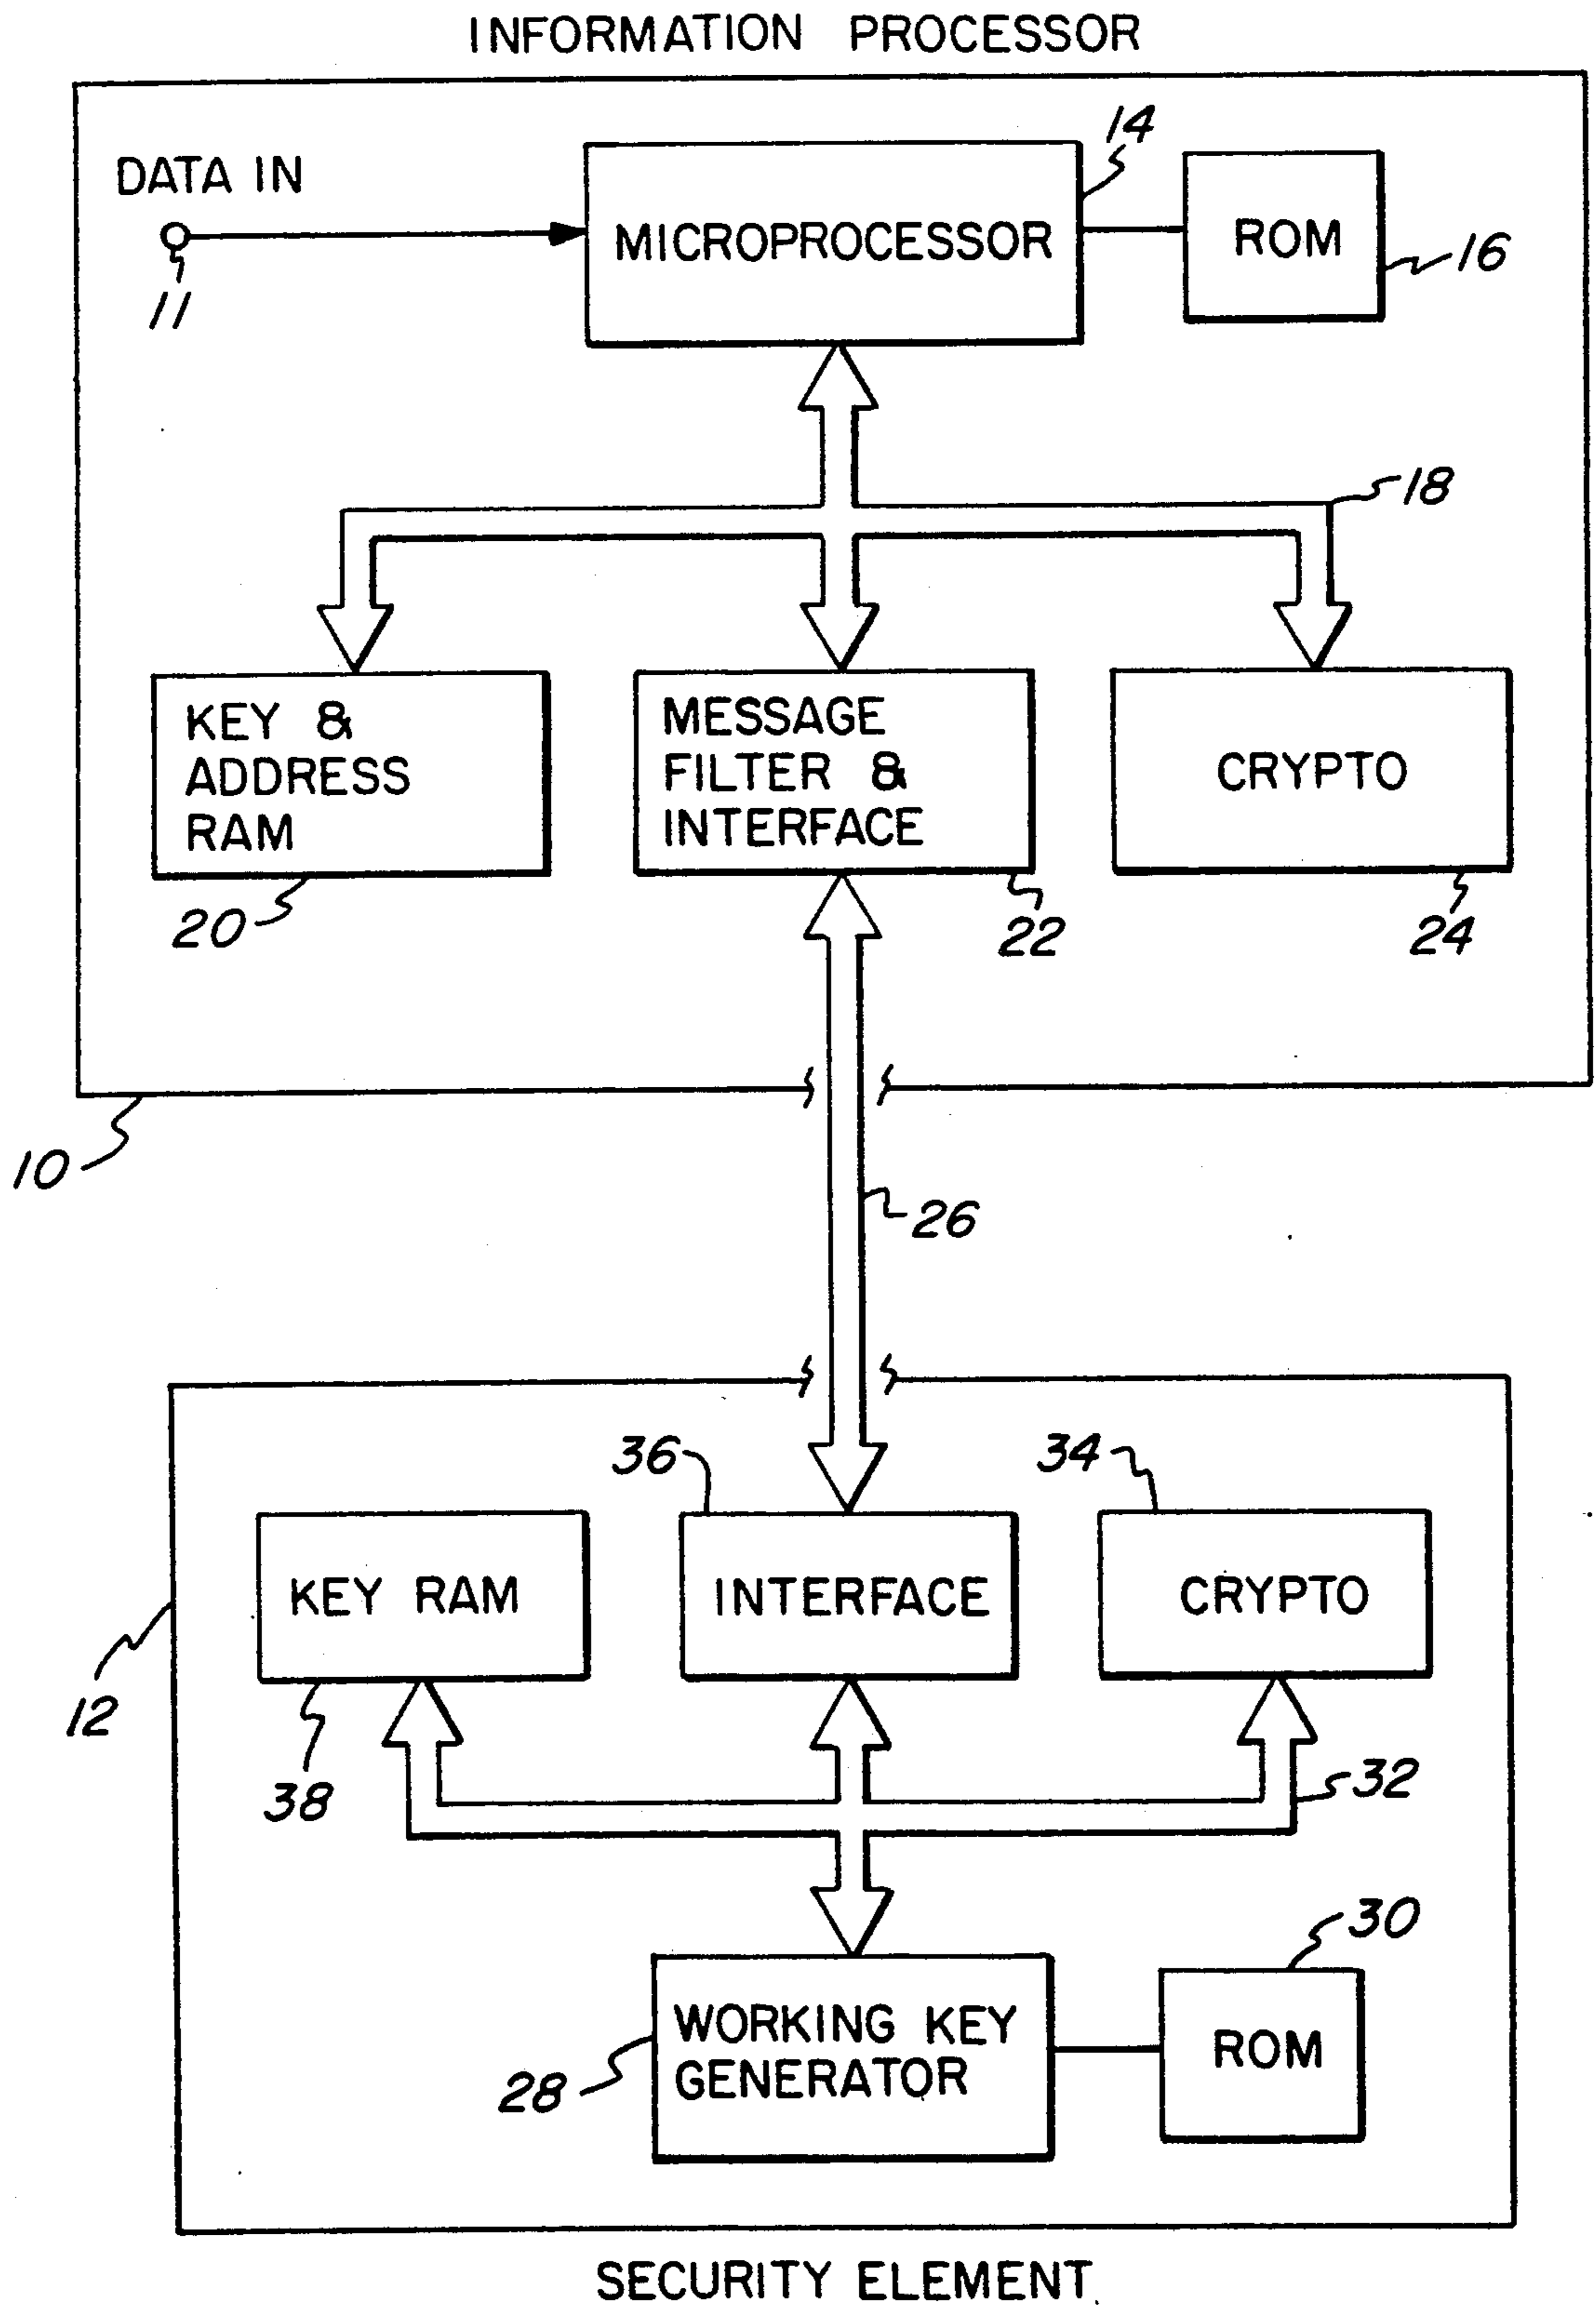 INFORMATION PROCESSOR
14
DATA IN
MICROPROCESSOR
ROM
16
11
18
KEY &
ADDRESS
RAM
MESSAGE
FILTER &
INTERFACE
CRYPTO
20
22
24
10
26
36
34
KEY RAM
INTERFACE
CRYPTO
12
38
32
30
WORKING KEY
GENERATOR
ROM
28
SECURITY ELEMENT